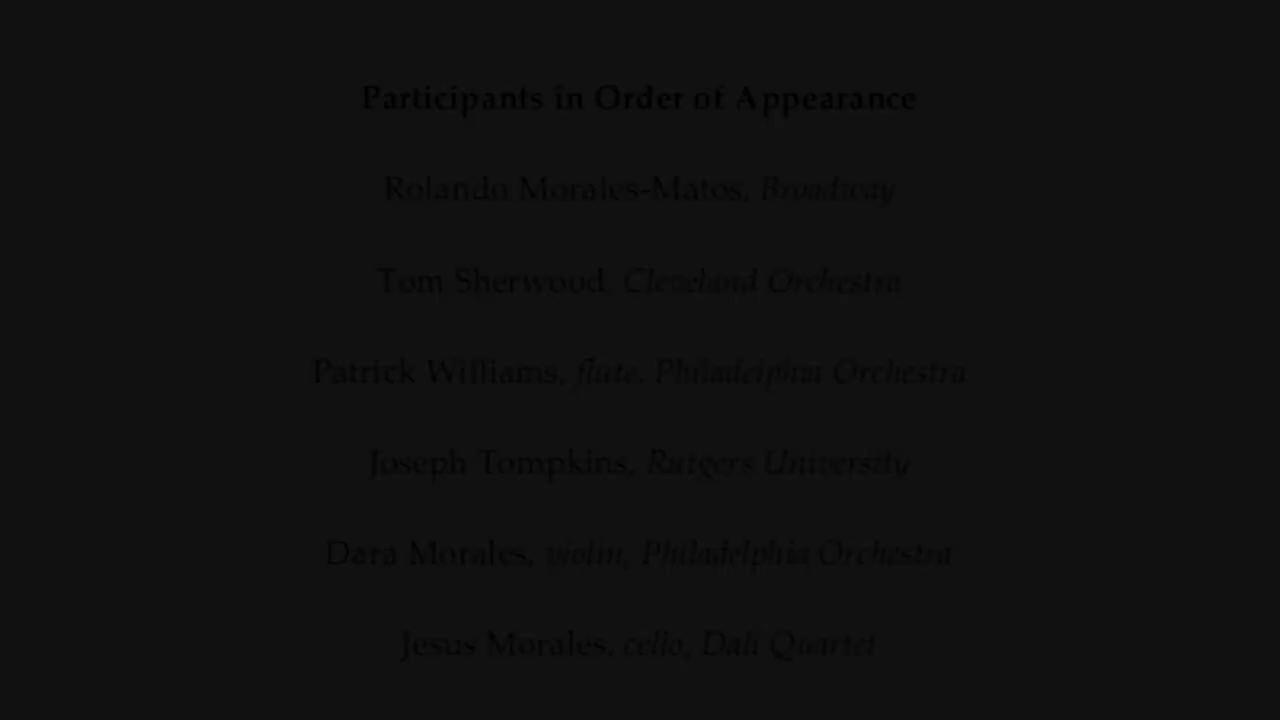 Participants in Order of Appearance
Rolando Morales-Matos, Broadway
Tom Sherwood, Cleveland Orchestra
Patrick Williams, flute, Philadelphia Orchestra
Joseph Tompkins, Rutgers University
Dara Morales, violin, Philadelphia Orchestra
Jesus Morales, cello, Dali Quartet